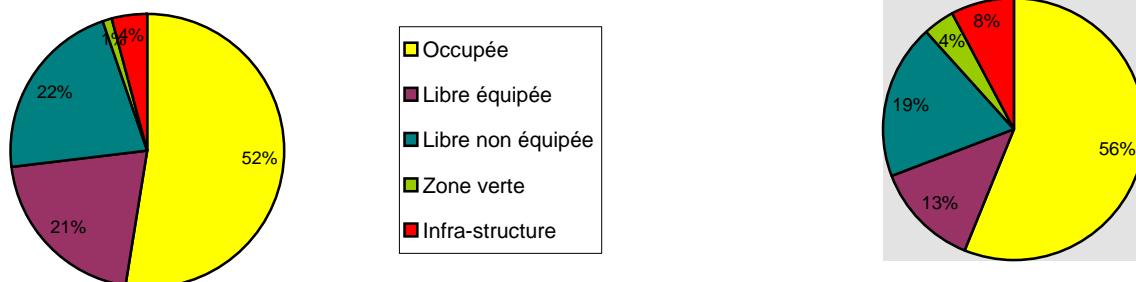 1%
4%
22%
52%
21%
Occupée
Libre équipée
Libre non équipée
Zone verte
Infra-structure
8%
4%
19%
56%
13%